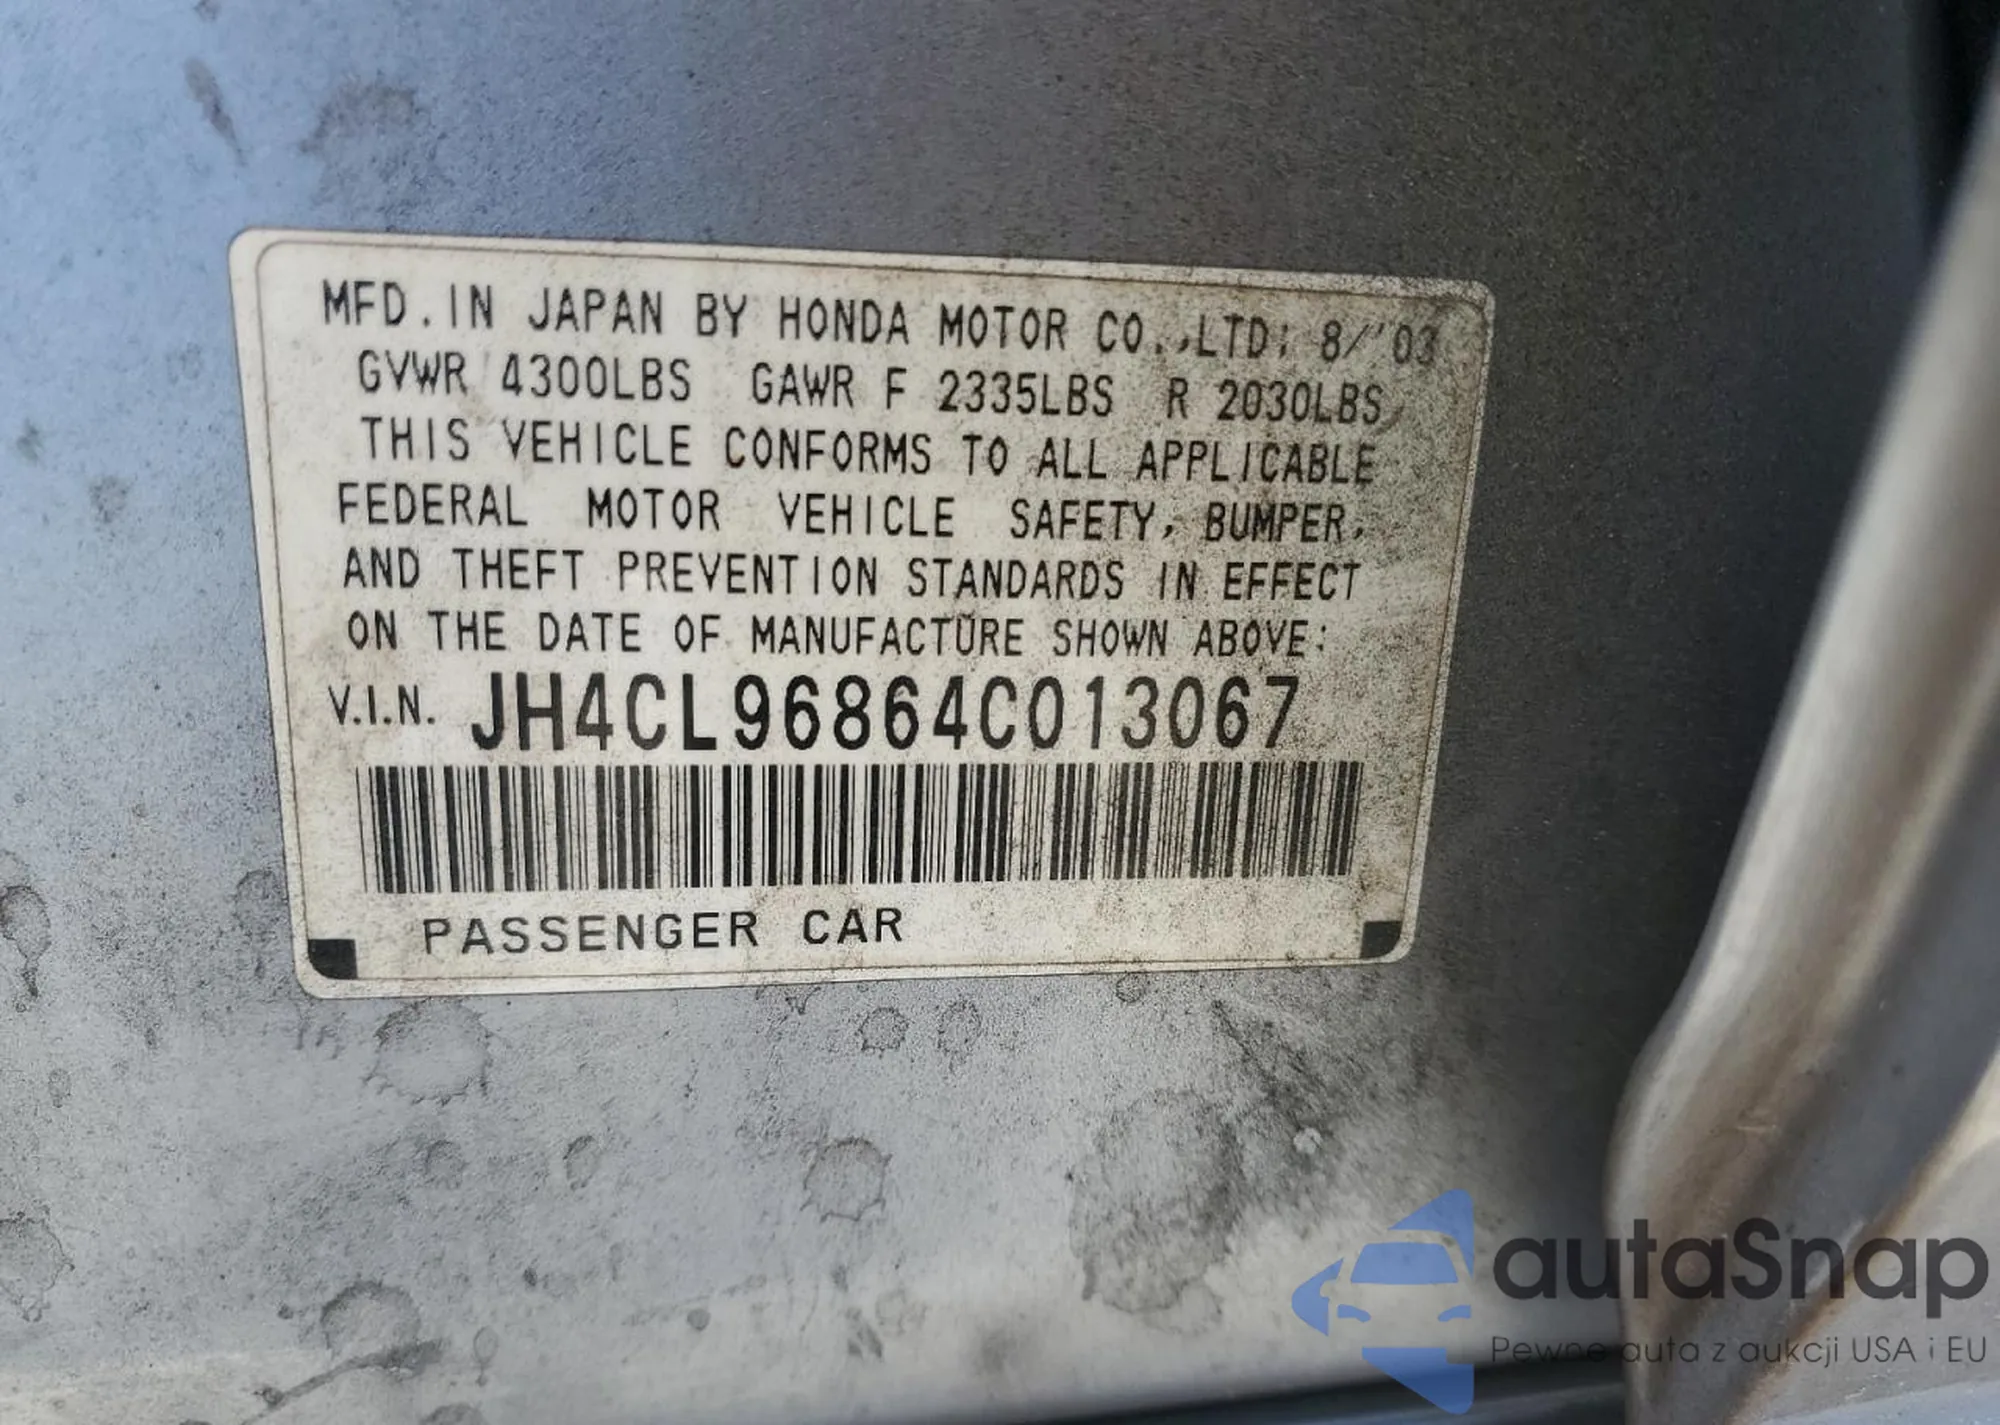 MFD. IN JAPAN BY HONDA MOTOR CO.,LTD; 8/'03
GVWR 4300LBS GAWR F 2335LBS R 2030LBS
THIS VEHICLE CONFORMS TO ALL APPLICABLE
FEDERAL MOTOR VEHICLE SAFETY, BUMPER,
AND THEFT PREVENTION STANDARDS IN EFFECT
ON THE DATE OF MANUFACTURE SHOWN ABOVE:
V.I.N. JH4CL96864C013067
PASSENGER CAR
autaSnap
Pewne auta z aukcji USA i EU